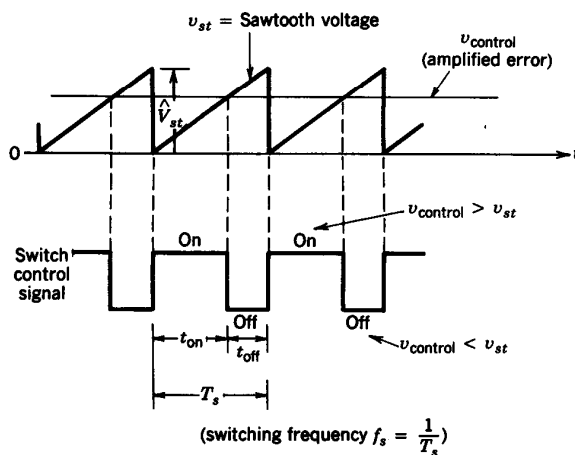 v_st = Sawtooth voltage
v_control
(amplified error)
V̂_st
0
t
v_control > v_st
On
On
Switch
control
signal
Off
Off
t_on
t_off
v_control < v_st
T_s
(switching frequency f_s = 1/T_s)